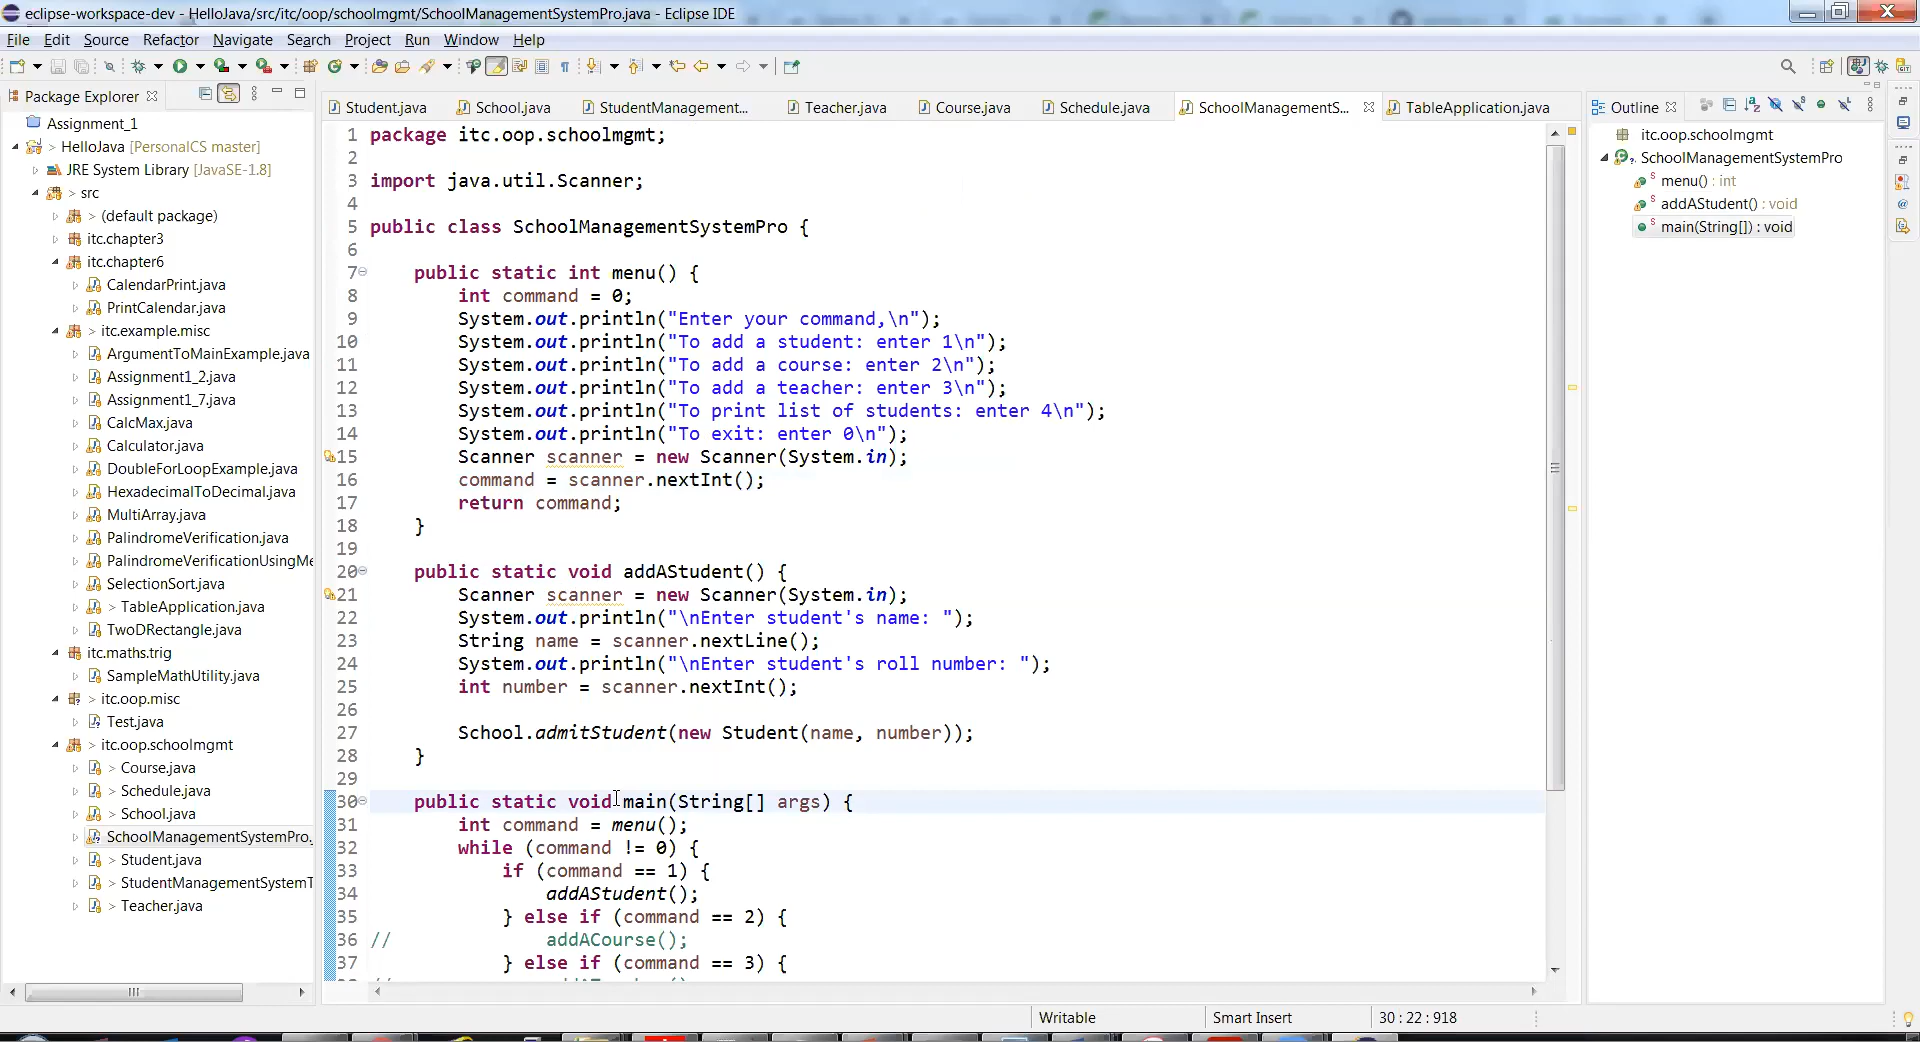 eclipse-workspace-dev - HelloJava/src/itc/oop/schoolmgmt/SchoolManagementSystemPro.java - Eclipse IDE
File Edit Source Refactor Navigate Search Project Run Window Help
Package Explorer
Assignment_1
> HelloJava [PersonalCS master]
JRE System Library [JavaSE-1.8]
> src
> (default package)
itc.chapter3
itc.chapter6
CalendarPrint.java
PrintCalendar.java
> itc.example.misc
ArgumentToMainExample.java
Assignment1_2.java
Assignment1_7.java
CalcMax.java
Calculator.java
DoubleForLoopExample.java
HexadecimalToDecimal.java
MultiArray.java
PalindromeVerification.java
PalindromeVerificationUsingMe
SelectionSort.java
> TableApplication.java
TwoDRectangle.java
itc.maths.trig
SampleMathUtility.java
> itc.oop.misc
Test.java
> itc.oop.schoolmgmt
> Course.java
> Schedule.java
> School.java
SchoolManagementSystemPro.
> Student.java
> StudentManagementSystemT
> Teacher.java
Student.java School.java StudentManagement... Teacher.java Course.java Schedule.java SchoolManagementS... TableApplication.java
1 package itc.oop.schoolmgmt;
2
3 import java.util.Scanner;
4
5 public class SchoolManagementSystemPro {
6
7 public static int menu() {
8 int command = 0;
9 System.out.println("Enter your command,\n");
10 System.out.println("To add a student: enter 1\n");
11 System.out.println("To add a course: enter 2\n");
12 System.out.println("To add a teacher: enter 3\n");
13 System.out.println("To print list of students: enter 4\n");
14 System.out.println("To exit: enter 0\n");
15 Scanner scanner = new Scanner(System.in);
16 command = scanner.nextInt();
17 return command;
18 }
19
20 public static void addAStudent() {
21 Scanner scanner = new Scanner(System.in);
22 System.out.println("\nEnter student's name: ");
23 String name = scanner.nextLine();
24 System.out.println("\nEnter student's roll number: ");
25 int number = scanner.nextInt();
26
27 School.admitStudent(new Student(name, number));
28 }
29
30 public static void main(String[] args) {
31 int command = menu();
32 while (command != 0) {
33 if (command == 1) {
34 addAStudent();
35 } else if (command == 2) {
36 // addACourse();
37 } else if (command == 3) {
Outline
itc.oop.schoolmgmt
SchoolManagementSystemPro
menu() : int
addAStudent() : void
main(String[]) : void
Writable Smart Insert 30 : 22 : 918